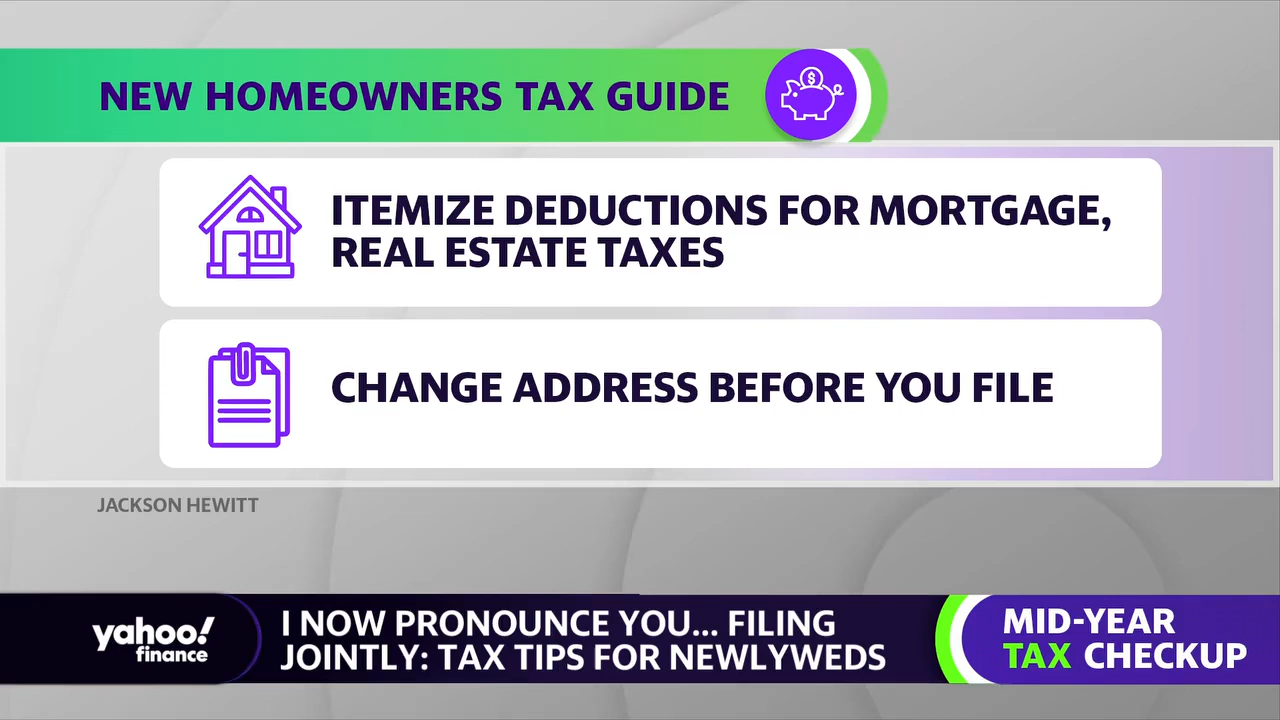 NEW HOMEOWNERS TAX GUIDE
$
ITEMIZE DEDUCTIONS FOR MORTGAGE,
REAL ESTATE TAXES
CHANGE ADDRESS BEFORE YOU FILE
JACKSON HEWITT
yahoo!
finance
I NOW PRONOUNCE YOU... FILING
JOINTLY: TAX TIPS FOR NEWLYWEDS
MID-YEAR
TAX CHECKUP